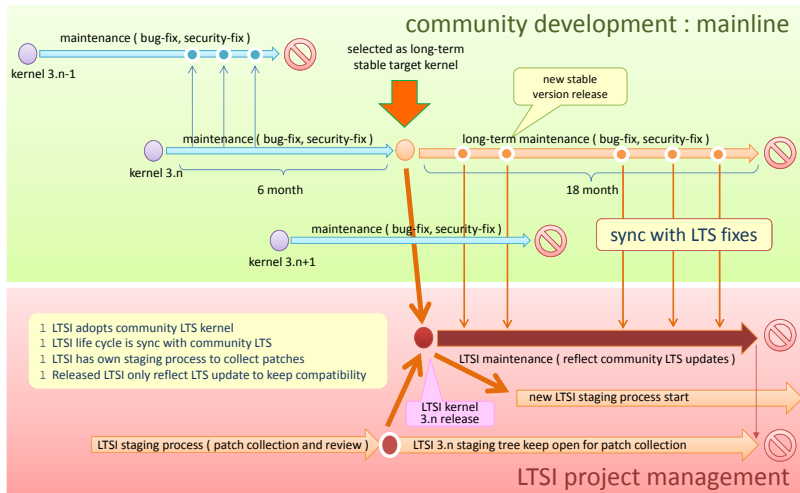 community development : mainline
maintenance ( bug-fix, security-fix)
kernel 3.n-1
selected as long-term
stable target kernel
new stable
version release
maintenance ( bug-fix, security-fix)
long-term maintenance ( bug-fix, security-fix)
kernel 3.n
6 month
18 month
maintenance ( bug-fix, security-fix)
kernel 3.n+1
sync with LTS fixes
l LTSI adopts community LTS kernel
l LTSI life cycle is sync with community LTS
l LTSI has own staging process to collect patches
l Released LTSI only reflect LTS update to keep compatibility
LTSI maintenance ( reflect community LTS updates )
LTSI kernel
3.n release
new LTSI staging process start
LTSI staging process ( patch collection and review)
LTSI 3.n staging tree keep open for patch collection
LTSI project management